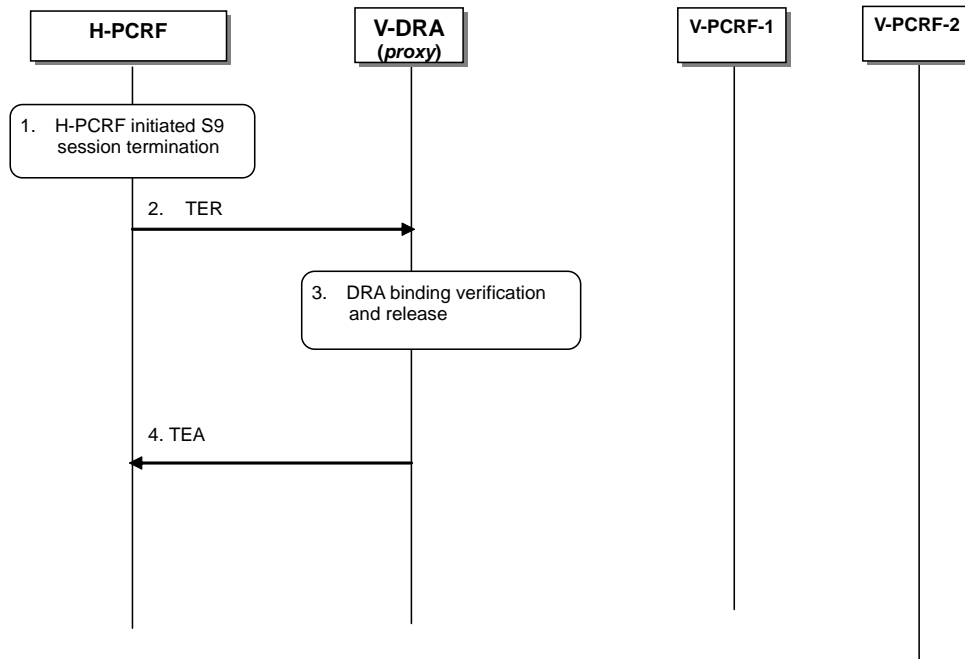 H-PCRF
V-DRA
(proxy)
V-PCRF-1
V-PCRF-2
1. H-PCRF initiated S9
session termination
2. TER
3. DRA binding verification
and release
4. TEA